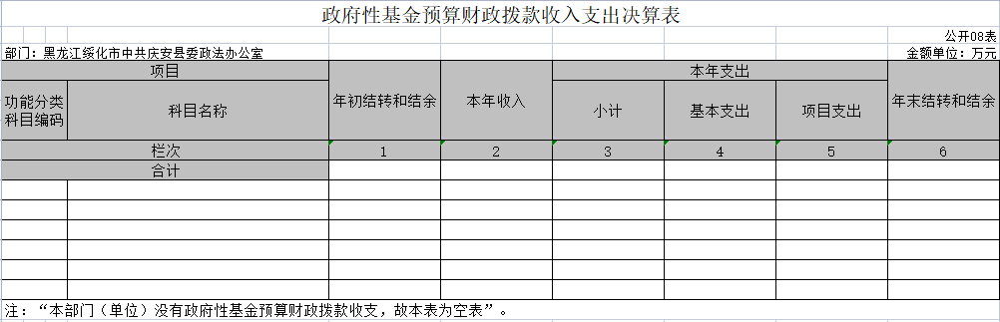 政府性基金预算财政拨款收入支出决算表
公开08表
部门：黑龙江绥化市中共庆安县委政法办公室 金额单位：万元
项目 年初结转和结余 本年收入 本年支出 年末结转和结余
功能分类科目编码 科目名称 小计 基本支出 项目支出
栏次 1 2 3 4 5 6
合计
注：“本部门（单位）没有政府性基金预算财政拨款收支，故本表为空表”。